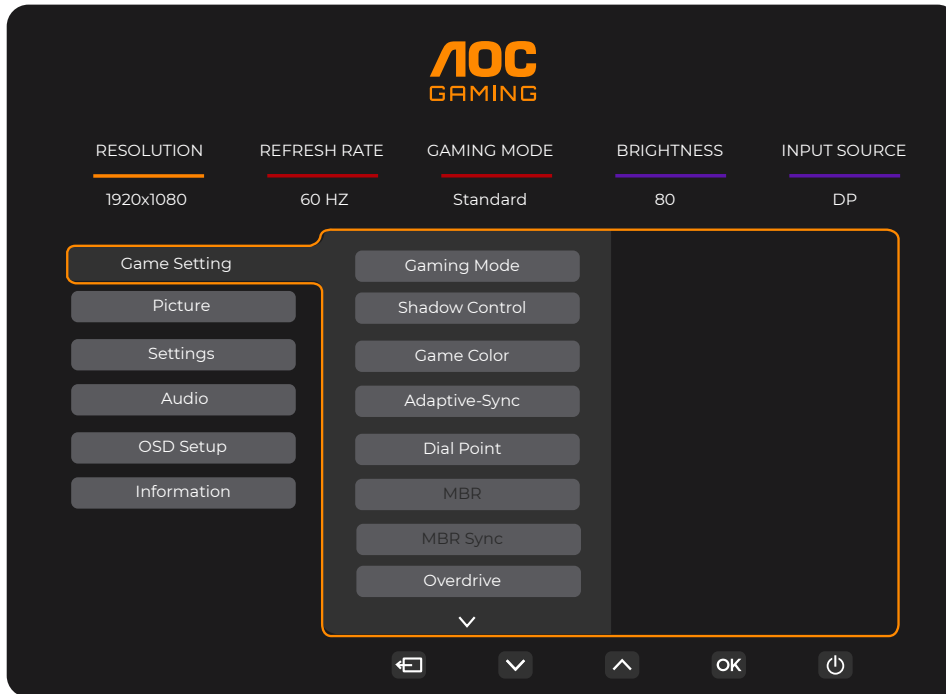 AOC
GAMING
RESOLUTION REFRESH RATE GAMING MODE BRIGHTNESS INPUT SOURCE
1920x1080 60 HZ Standard 80 DP
Game Setting
Picture
Settings
Audio
OSD Setup
Information
Gaming Mode
Shadow Control
Game Color
Adaptive-Sync
Dial Point
MBR
MBR Sync
Overdrive
OK